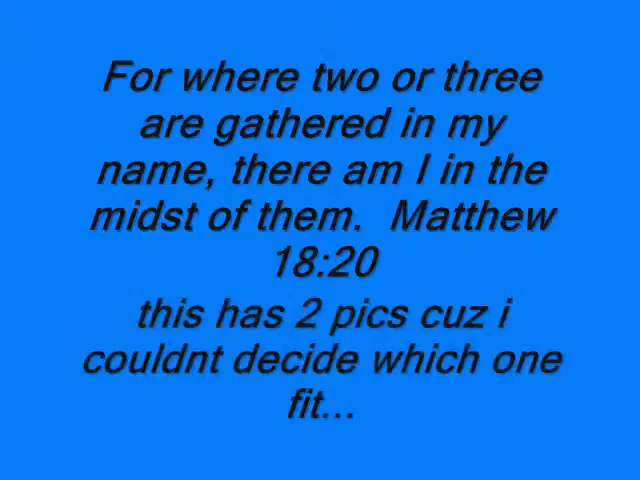 For where two or three
are gathered in my
name, there am I in the
midst of them.  Matthew
18:20
this has 2 pics cuz i
couldnt decide which one
fit...